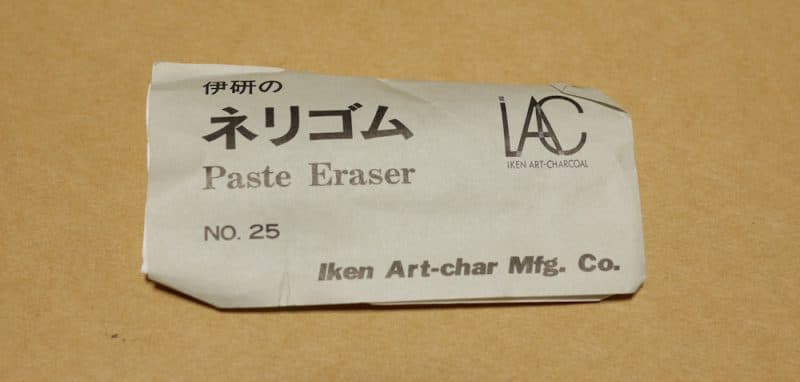 伊研の
ネリゴム
Paste Eraser
NO. 25
iAC
IKEN ART-CHARCOAL
Iken Art-char Mfg. Co.